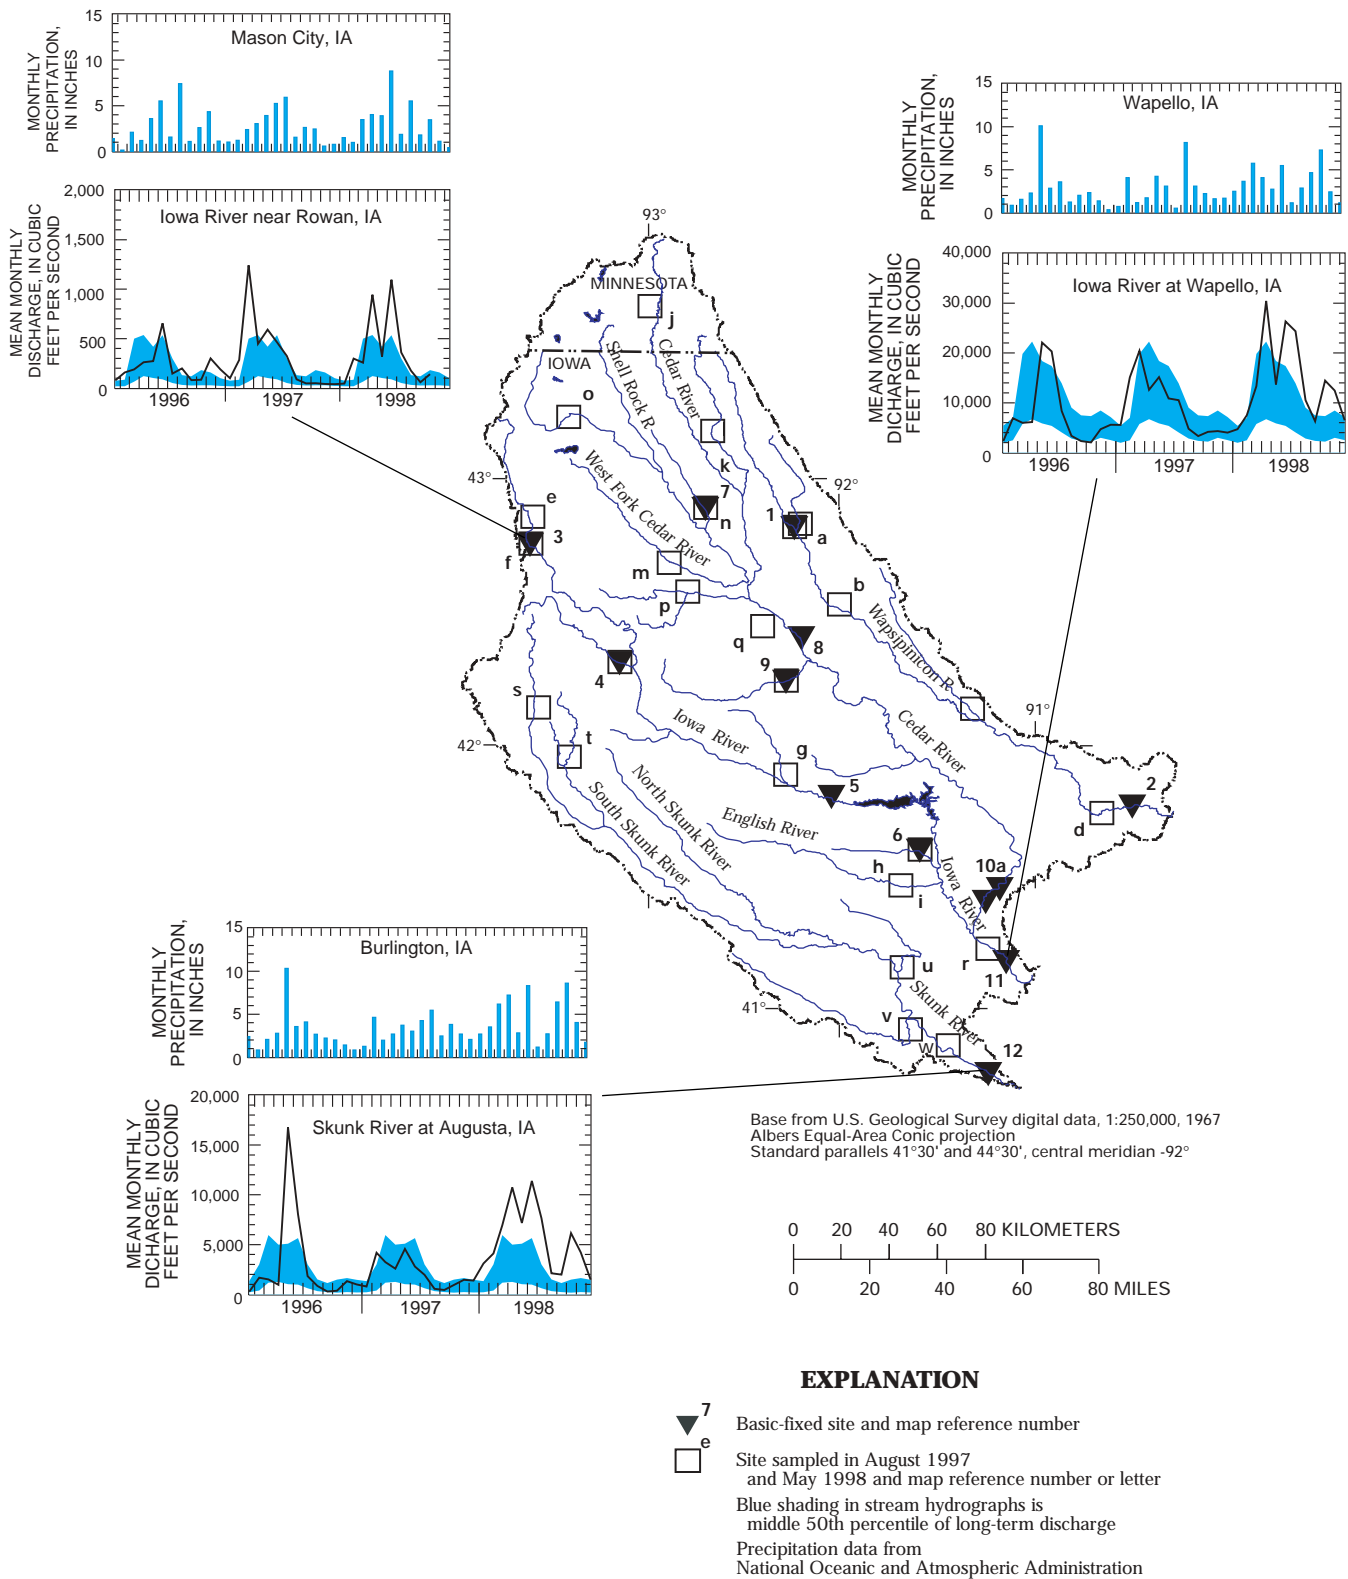 Mason City, IA
MONTHLY
PRECIPITATION,
IN INCHES
15
10
5
0
Iowa River near Rowan, IA
MEAN MONTHLY
DISCHARGE, IN CUBIC
FEET PER SECOND
2,000
1,500
1,000
500
0
1996
1997
1998
Wapello, IA
MONTHLY
PRECIPITATION,
IN INCHES
15
10
5
0
Iowa River at Wapello, IA
MEAN MONTHLY
DICHARGE, IN CUBIC
FEET PER SECOND
40,000
30,000
20,000
10,000
0
1996
1997
1998
93°
MINNESOTA
j
IOWA
Shell Rock R
Cedar River
o
k
43°
92°
West Fork Cedar River
e
7
n
1
a
3
f
m
p
b
Wapsipinicon R
q
8
9
4
s
91°
Iowa River
Cedar River
42°
t
g
5
2
d
North Skunk River
South Skunk River
English River
6
h
i
Iowa River
10a
r
11
u
Skunk River
41°
v
w
12
Burlington, IA
MONTHLY
PRECIPITATION,
IN INCHES
15
10
5
0
Skunk River at Augusta, IA
MEAN MONTHLY
DICHARGE, IN CUBIC
FEET PER SECOND
20,000
15,000
10,000
5,000
0
1996
1997
1998
Base from U.S. Geological Survey digital data, 1:250,000, 1967
Albers Equal-Area Conic projection
Standard parallels 41°30' and 44°30', central meridian -92°
0 20 40 60 80 KILOMETERS
0 20 40 60 80 MILES
EXPLANATION
7
Basic-fixed site and map reference number
e
Site sampled in August 1997
and May 1998 and map reference number or letter
Blue shading in stream hydrographs is
middle 50th percentile of long-term discharge
Precipitation data from
National Oceanic and Atmospheric Administration